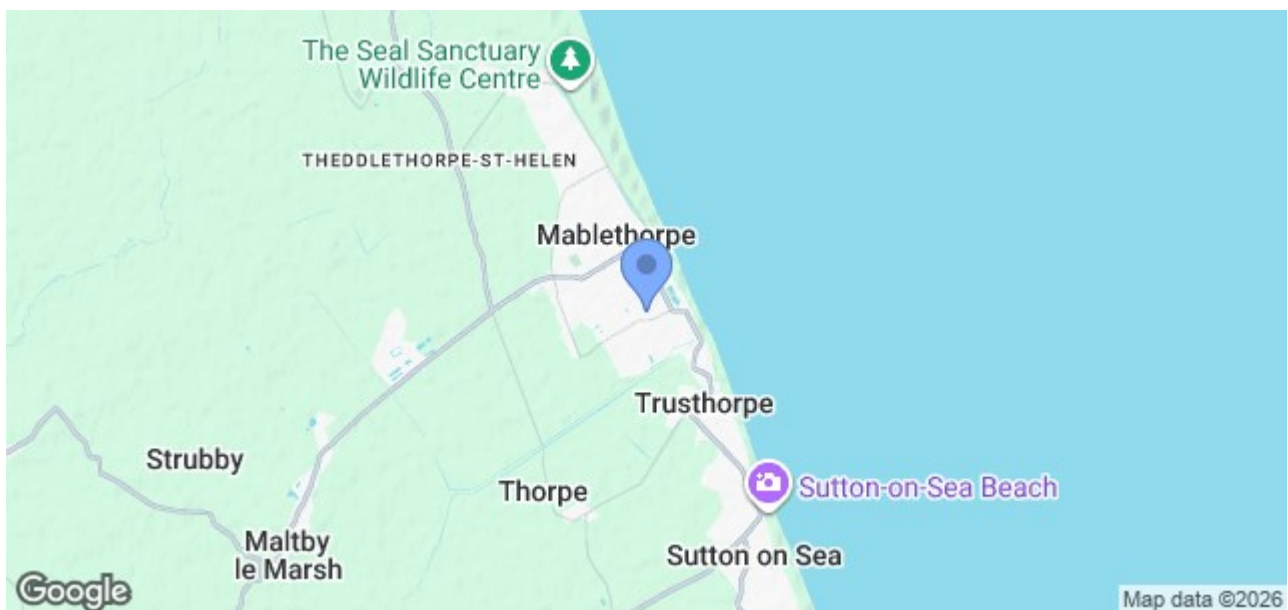 The Seal Sanctuary
Wildlife Centre
THEDDLETHORPE-ST-HELEN
Mablethorpe
Trusthorpe
Strubby
Thorpe
Sutton-on-Sea Beach
Maltby
le Marsh
Sutton on Sea
Google
Map data ©2026